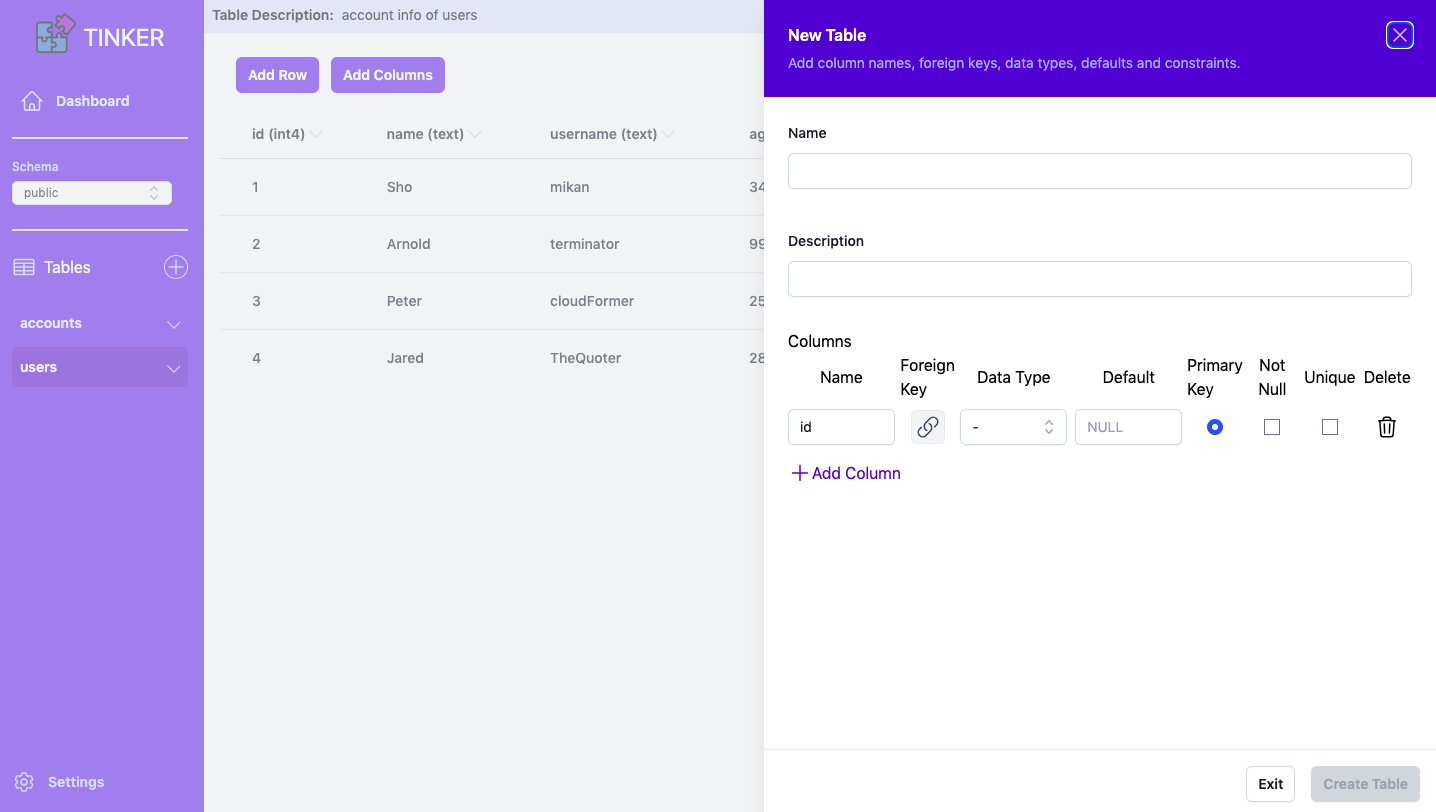 TINKER
Dashboard
Schema
public
Tables
accounts
users
Settings
Table Description: account info of users
Add Row Add Columns
id (int4) name (text) username (text) ag
1 Sho mikan 34
2 Arnold terminator 99
3 Peter cloudFormer 25
4 Jared TheQuoter 28
New Table
Add column names, foreign keys, data types, defaults and constraints.
Name
Description
Columns
Name Foreign Key Data Type Default Primary Key Not Null Unique Delete
id - NULL
Add Column
Exit Create Table